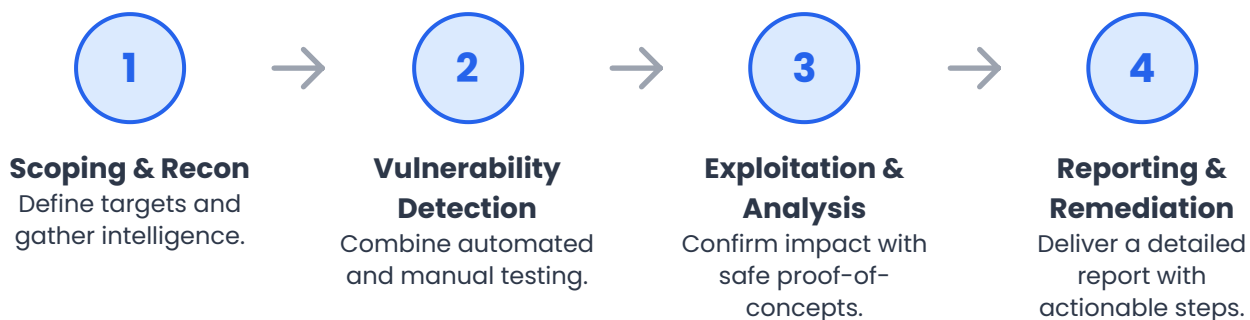 1
2
3
4
Scoping & Recon
Define targets and
gather intelligence.
Vulnerability
Detection
Combine automated
and manual testing.
Exploitation &
Analysis
Confirm impact with
safe proof-of-
concepts.
Reporting &
Remediation
Deliver a detailed
report with
actionable steps.